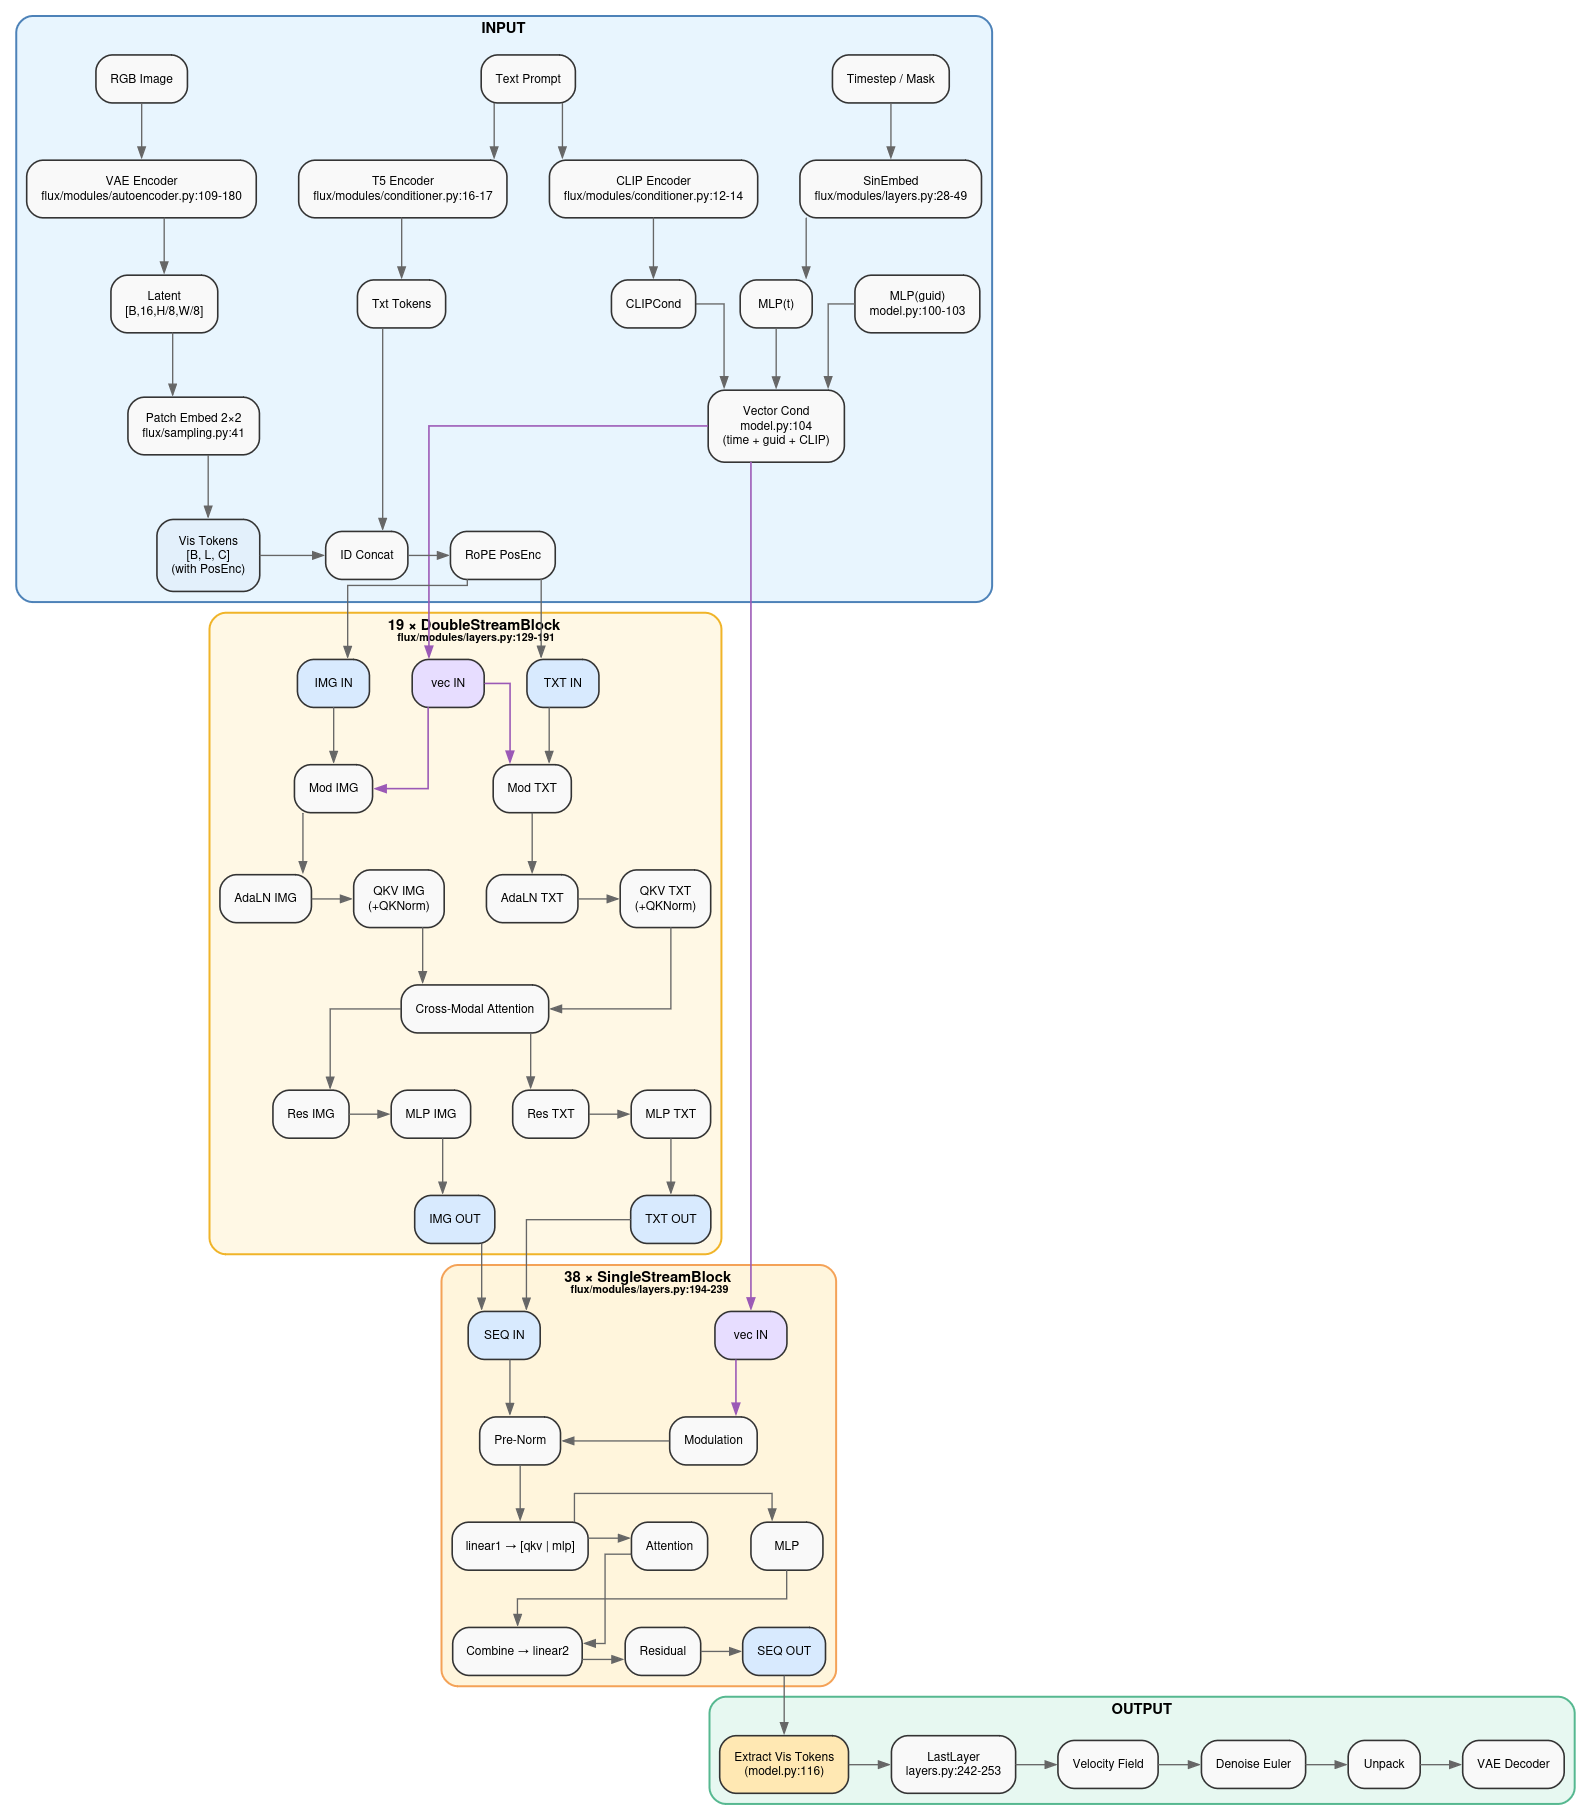 INPUT
RGB Image
Text Prompt
Timestep / Mask
VAE Encoder
flux/modules/autoencoder.py:109-180
T5 Encoder
flux/modules/conditioner.py:16-17
CLIP Encoder
flux/modules/conditioner.py:12-14
SinEmbed
flux/modules/layers.py:28-49
Latent
[B,16,H/8,W/8]
Txt Tokens
CLIPCond
MLP(t)
MLP(guid)
model.py:100-103
Patch Embed 2×2
flux/sampling.py:41
Vector Cond
model.py:104
(time + guid + CLIP)
Vis Tokens
[B, L, C]
(with PosEnc)
ID Concat
RoPE PosEnc
19 × DoubleStreamBlock
flux/modules/layers.py:129-191
IMG IN
vec IN
TXT IN
Mod IMG
Mod TXT
AdaLN IMG
QKV IMG
(+QKNorm)
AdaLN TXT
QKV TXT
(+QKNorm)
Cross-Modal Attention
Res IMG
MLP IMG
Res TXT
MLP TXT
IMG OUT
TXT OUT
38 × SingleStreamBlock
flux/modules/layers.py:194-239
SEQ IN
vec IN
Pre-Norm
Modulation
linear1 → [qkv | mlp]
Attention
MLP
Combine → linear2
Residual
SEQ OUT
OUTPUT
Extract Vis Tokens
(model.py:116)
LastLayer
layers.py:242-253
Velocity Field
Denoise Euler
Unpack
VAE Decoder